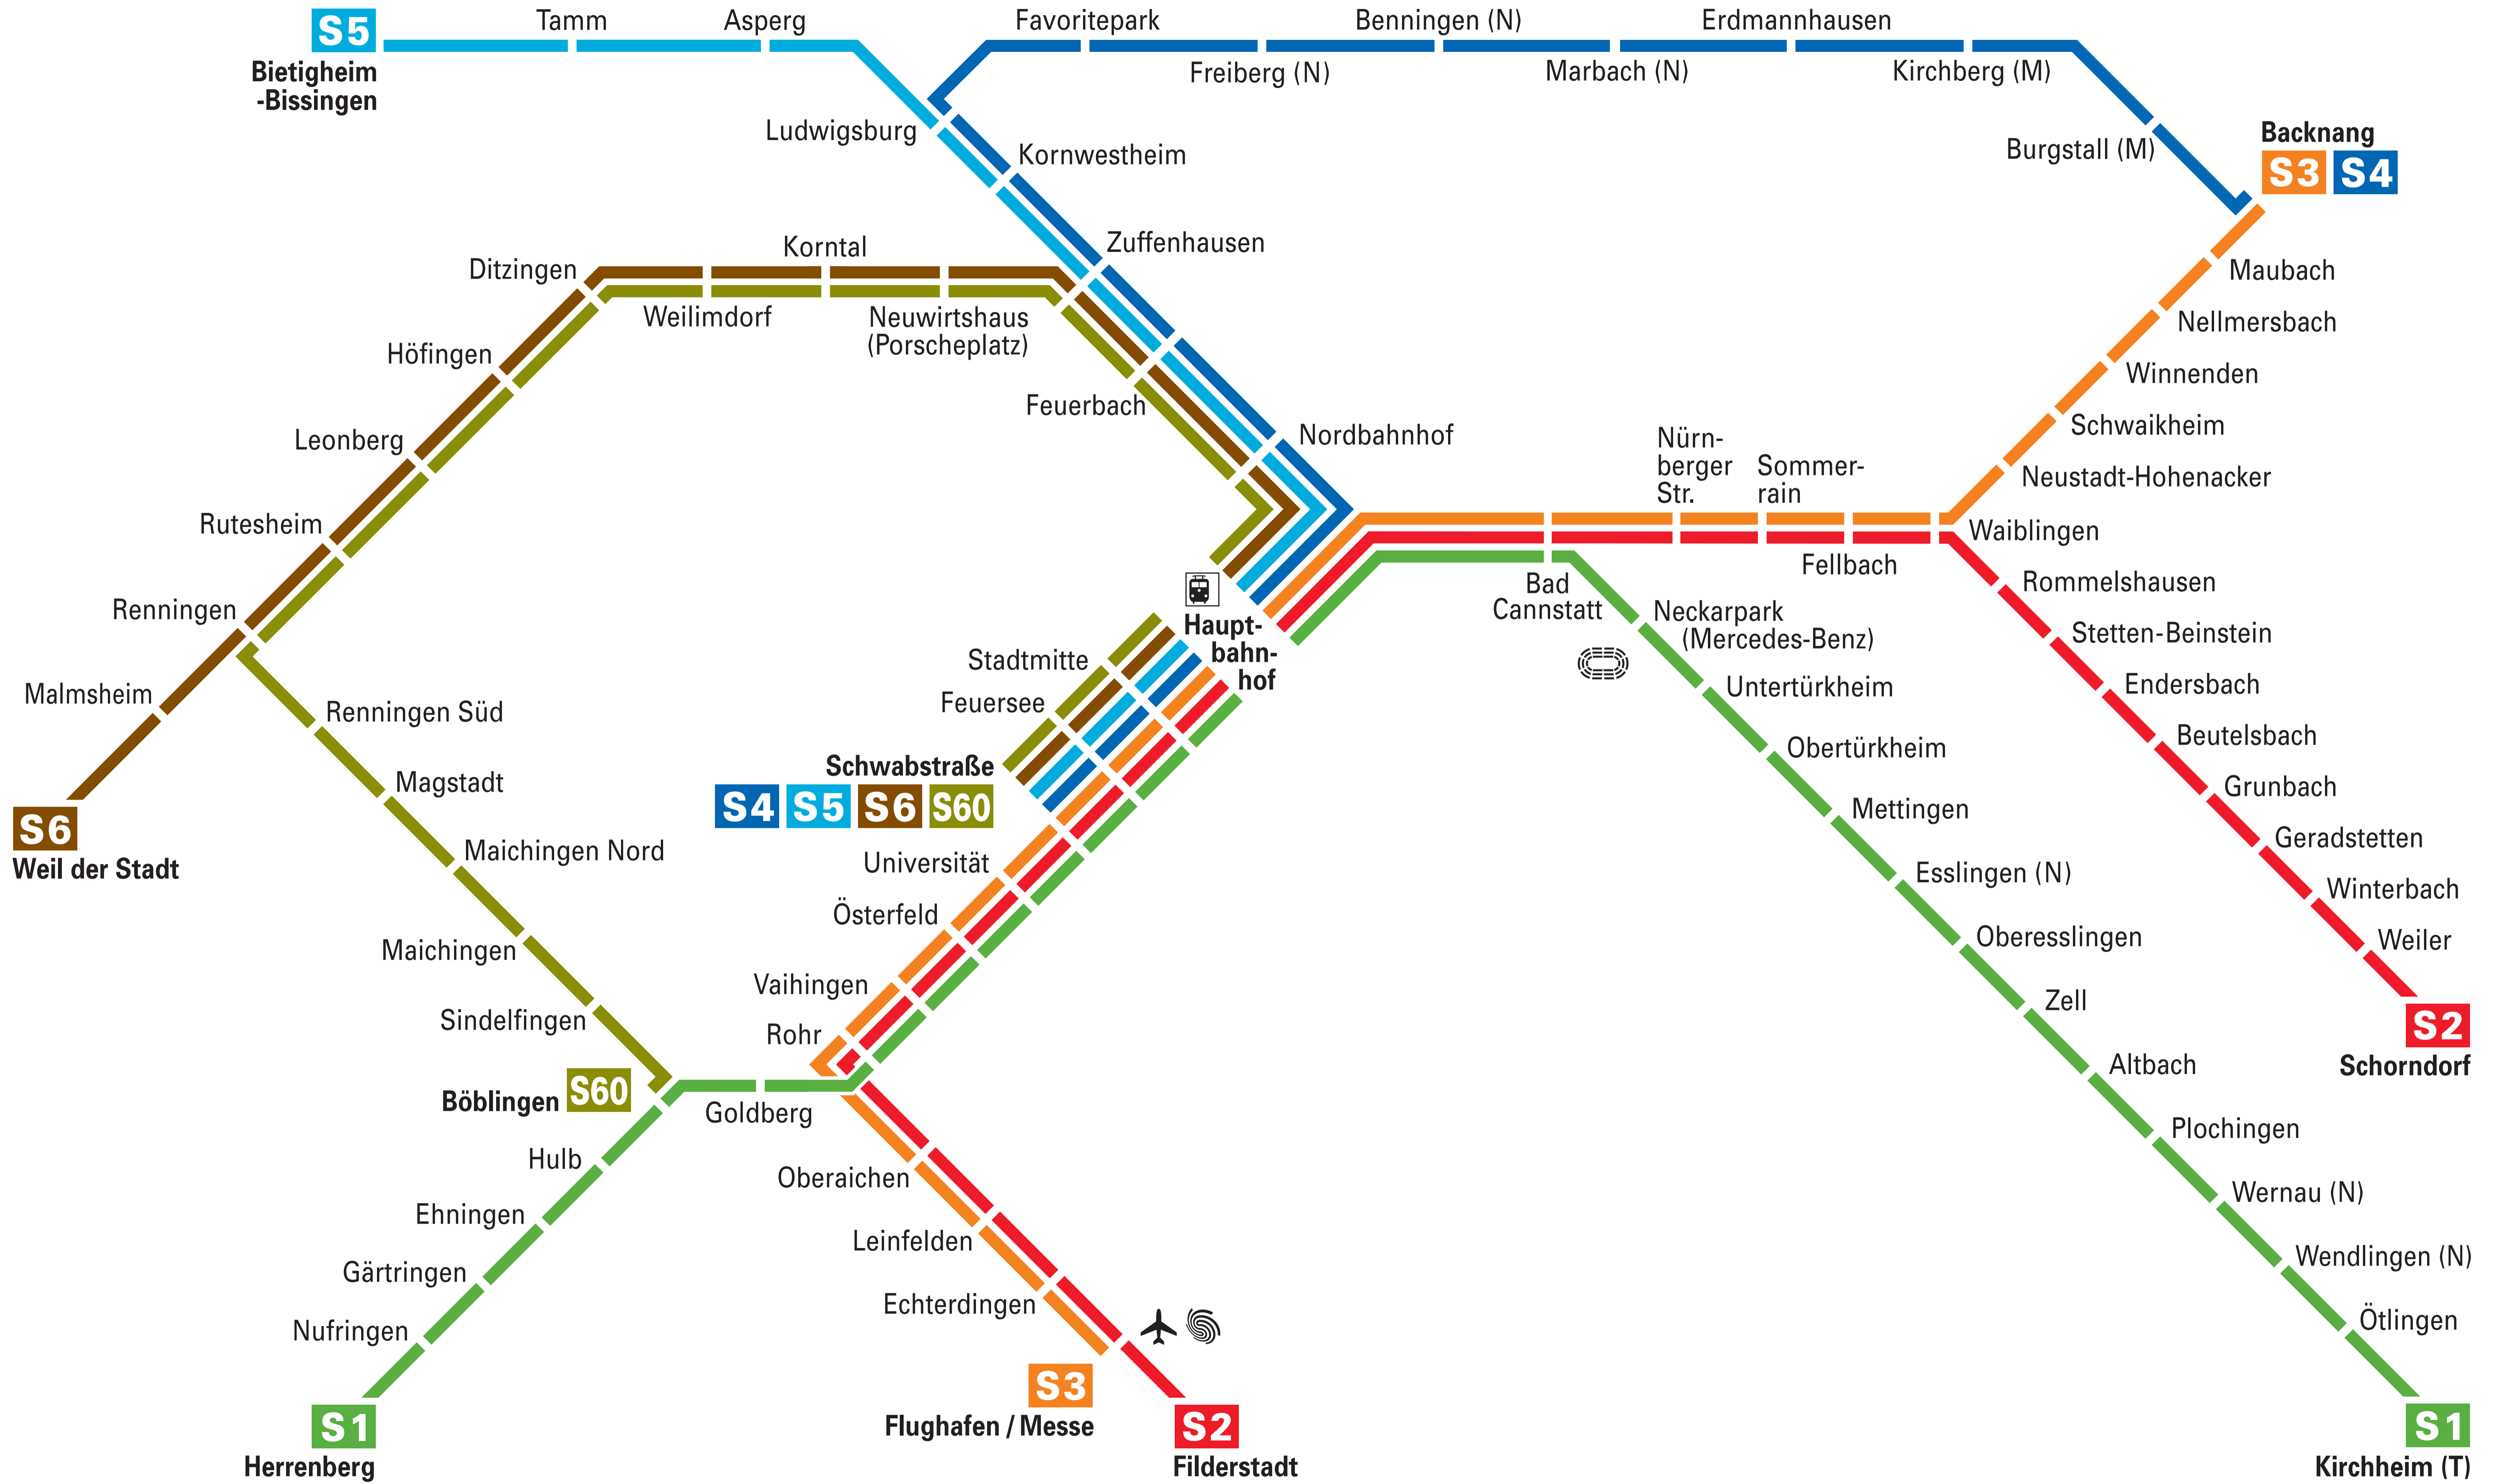 S5
Bietigheim
-Bissingen
Tamm
Asperg
Favoritepark
Freiberg (N)
Benningen (N)
Marbach (N)
Erdmannhausen
Kirchberg (M)
Burgstall (M)
Backnang
S3 S4
Ludwigsburg
Kornwestheim
Zuffenhausen
Ditzingen
Korntal
Weilimdorf
Neuwirtshaus
(Porscheplatz)
Höfingen
Feuerbach
Leonberg
Nordbahnhof
Rutesheim
Renningen
Malmsheim
S6
Weil der Stadt
Maubach
Nellmersbach
Winnenden
Schwaikheim
Neustadt-Hohenacker
Nürn-
berger
Str.
Sommer-
rain
Waiblingen
Fellbach
Bad
Cannstatt
Rommelshausen
Stetten-Beinstein
Endersbach
Beutelsbach
Grunbach
Geradstetten
Winterbach
Weiler
S2
Schorndorf
Neckarpark
(Mercedes-Benz)
Untertürkheim
Obertürkheim
Mettingen
Esslingen (N)
Oberesslingen
Zell
Altbach
Plochingen
Wernau (N)
Wendlingen (N)
Ötlingen
S1
Kirchheim (T)
Haupt-
bahn-
hof
Stadtmitte
Feuersee
Schwabstraße
S4 S5 S6 S60
Universität
Österfeld
Vaihingen
Rohr
Renningen Süd
Magstadt
Maichingen Nord
Maichingen
Sindelfingen
Böblingen S60
Goldberg
Hulb
Ehningen
Gärtringen
Nufringen
S1
Herrenberg
Oberaichen
Leinfelden
Echterdingen
S3
Flughafen / Messe
S2
Filderstadt